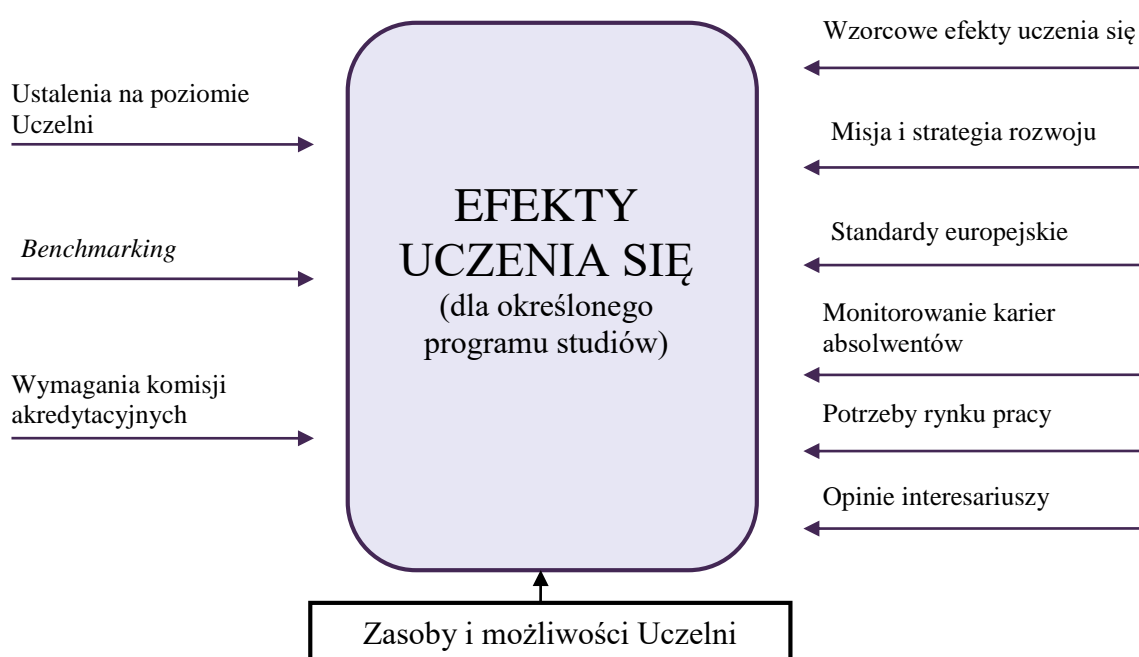 Ustalenia na poziomie
Uczelni
Benchmarking
Wymagania komisji
akredytacyjnych
EFEKTY
UCZENIA SIĘ
(dla określonego
programu studiów)
Wzorcowe efekty uczenia się
Misja i strategia rozwoju
Standardy europejskie
Monitorowanie karier
absolwentów
Potrzeby rynku pracy
Opinie interesariuszy
Zasoby i możliwości Uczelni